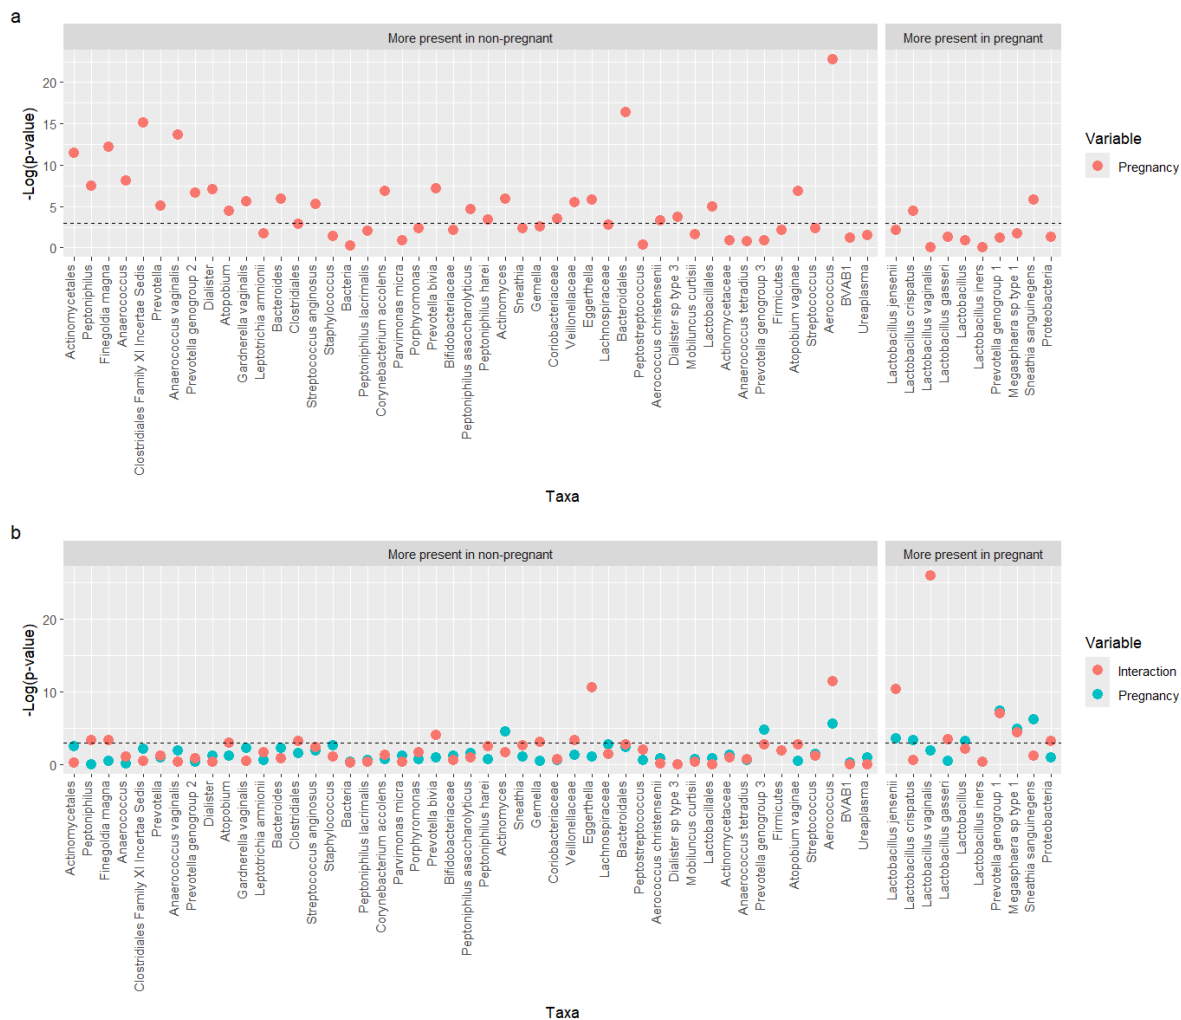 a
More present in non-pregnant
More present in pregnant
20
15
10
5
0
-Log(p-value)
Actinomycetales
Peptoniphilus
Finegoldia magna
Anaerococcus
Clostridiales Family XI Incertae Sedis
Prevotella
Anaerococcus vaginalis
Prevotella genogroup 2
Dialister
Atopobium
Gardnerella vaginalis
Leptotrichia amnionii
Bacteroides
Clostridiales
Streptococcus anginosus
Staphylococcus
Bacteria
Peptoniphilus lacrimalis
Corynebacterium accolens
Parvimonas micra
Porphyromonas
Prevotella bivia
Bifidobacteriaceae
Peptoniphilus asaccharolyticus
Peptoniphilus harei
Actinomyces
Sneathia
Gemella
Coriobacteriaceae
Veillonellaceae
Eggerthella
Lachnospiraceae
Bacteroidales
Peptostreptococcus
Aerococcus christensenii
Dialister sp type 3
Mobiluncus curtisii
Lactobacillales
Actinomycetaceae
Anaerococcus tetradius
Prevotella genogroup 3
Firmicutes
Atopobium vaginae
Streptococcus
Aerococcus
BVAB1
Ureaplasma
Lactobacillus jensenii
Lactobacillus crispatus
Lactobacillus vaginalis
Lactobacillus gasseri
Lactobacillus
Lactobacillus iners
Prevotella genogroup 1
Megasphaera sp type 1
Sneathia sanguinegens
Proteobacteria
Taxa
Variable
Pregnancy
b
More present in non-pregnant
More present in pregnant
20
10
0
-Log(p-value)
Actinomycetales
Peptoniphilus
Finegoldia magna
Anaerococcus
Clostridiales Family XI Incertae Sedis
Prevotella
Anaerococcus vaginalis
Prevotella genogroup 2
Dialister
Atopobium
Gardnerella vaginalis
Leptotrichia amnionii
Bacteroides
Clostridiales
Streptococcus anginosus
Staphylococcus
Bacteria
Peptoniphilus lacrimalis
Corynebacterium accolens
Parvimonas micra
Porphyromonas
Prevotella bivia
Bifidobacteriaceae
Peptoniphilus asaccharolyticus
Peptoniphilus harei
Actinomyces
Sneathia
Gemella
Coriobacteriaceae
Veillonellaceae
Eggerthella
Lachnospiraceae
Bacteroidales
Peptostreptococcus
Aerococcus christensenii
Dialister sp type 3
Mobiluncus curtisii
Lactobacillales
Actinomycetaceae
Anaerococcus tetradius
Prevotella genogroup 3
Firmicutes
Atopobium vaginae
Streptococcus
Aerococcus
BVAB1
Ureaplasma
Lactobacillus jensenii
Lactobacillus crispatus
Lactobacillus vaginalis
Lactobacillus gasseri
Lactobacillus
Lactobacillus iners
Prevotella genogroup 1
Megasphaera sp type 1
Sneathia sanguinegens
Proteobacteria
Taxa
Variable
Interaction
Pregnancy